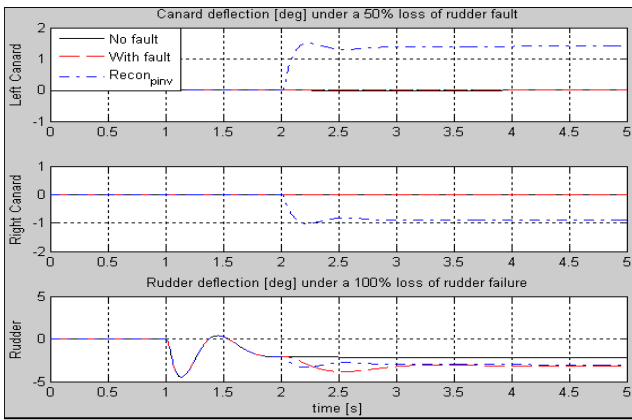 Canard deflection [deg] under a 50% loss of rudder fault
2
1
0
-1
Left Canard
No fault
With fault
Recon_pinv
0 0.5 1 1.5 2 2.5 3 3.5 4 4.5 5
1
0
-1
-2
Right Canard
0 0.5 1 1.5 2 2.5 3 3.5 4 4.5 5
Rudder deflection [deg] under a 100% loss of rudder failure
5
0
-5
Rudder
0 0.5 1 1.5 2 2.5 3 3.5 4 4.5 5
time [s]